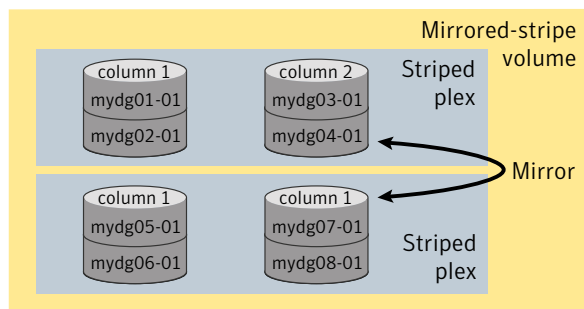 Mirrored-stripe
volume
Striped
plex
column 1
mydg01-01
mydg02-01
column 2
mydg03-01
mydg04-01
Mirror
column 1
mydg05-01
mydg06-01
column 1
mydg07-01
mydg08-01
Striped
plex